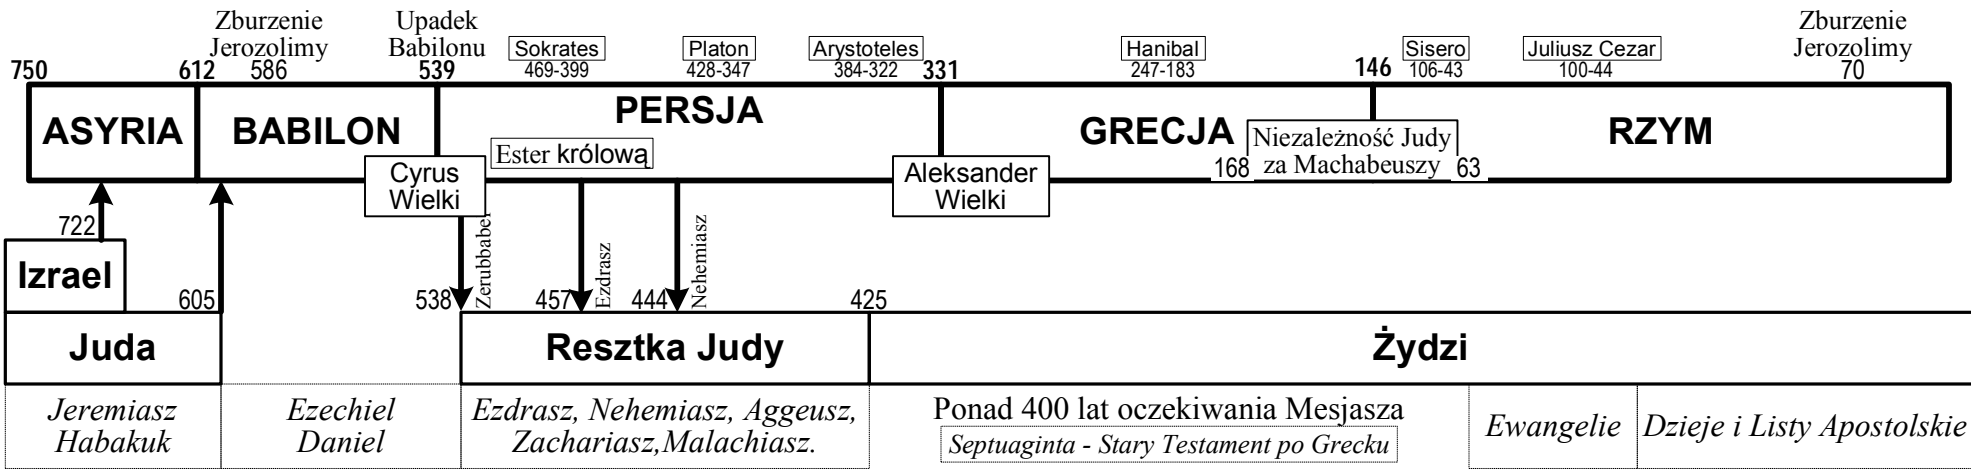 Zburzenie
Jerozolimy
586
Upadek
Babilonu
539
Sokrates
469-399
Platon
428-347
Arystoteles
384-322
331
Hanibal
247-183
146
Sisero
106-43
Juliusz Cezar
100-44
Zburzenie
Jerozolimy
70
750
612
ASYRIA
BABILON
PERSJA
GRECJA
RZYM
Ester królową
Cyrus
Wielki
Aleksander
Wielki
Niezależność Judy
168 za Machabeuszy 63
722
Izrael
605
538
Zerubbabel
457
Ezdrasz
444
Nehemiasz
425
Juda
Resztka Judy
Żydzi
Jeremiasz
Habakuk
Ezechiel
Daniel
Ezdrasz, Nehemiasz, Aggeusz,
Zachariasz,Malachiasz.
Ponad 400 lat oczekiwania Mesjasza
Septuaginta - Stary Testament po Grecku
Ewangelie
Dzieje i Listy Apostolskie